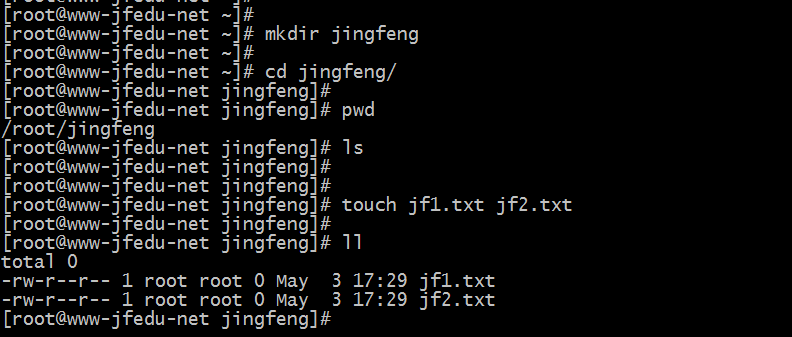 [root@www-jfedu-net ~]#
[root@www-jfedu-net ~]# mkdir jingfeng
[root@www-jfedu-net ~]#
[root@www-jfedu-net ~]# cd jingfeng/
[root@www-jfedu-net jingfeng]#
[root@www-jfedu-net jingfeng]# pwd
/root/jingfeng
[root@www-jfedu-net jingfeng]# ls
[root@www-jfedu-net jingfeng]#
[root@www-jfedu-net jingfeng]#
[root@www-jfedu-net jingfeng]# touch jf1.txt jf2.txt
[root@www-jfedu-net jingfeng]#
[root@www-jfedu-net jingfeng]# ll
total 0
-rw-r--r-- 1 root root 0 May  3 17:29 jf1.txt
-rw-r--r-- 1 root root 0 May  3 17:29 jf2.txt
[root@www-jfedu-net jingfeng]#